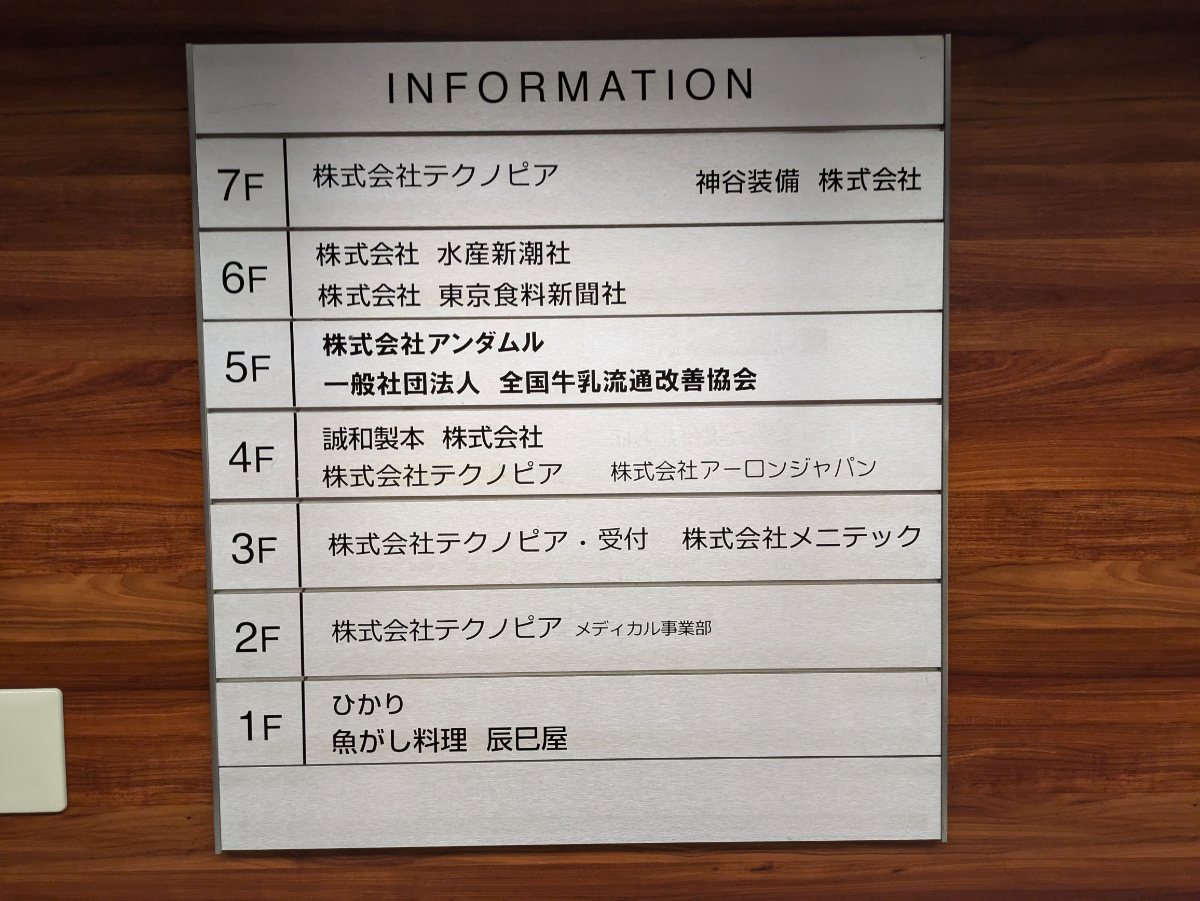 INFORMATION
7F 株式会社テクノピア 神谷装備 株式会社
6F 株式会社 水産新潮社
株式会社 東京食料新聞社
5F 株式会社アンダムル
一般社団法人 全国牛乳流通改善協会
4F 誠和製本 株式会社
株式会社テクノピア 株式会社アーロンジャパン
3F 株式会社テクノピア・受付 株式会社メニテック
2F 株式会社テクノピア メディカル事業部
1F ひかり
魚がし料理 辰巳屋